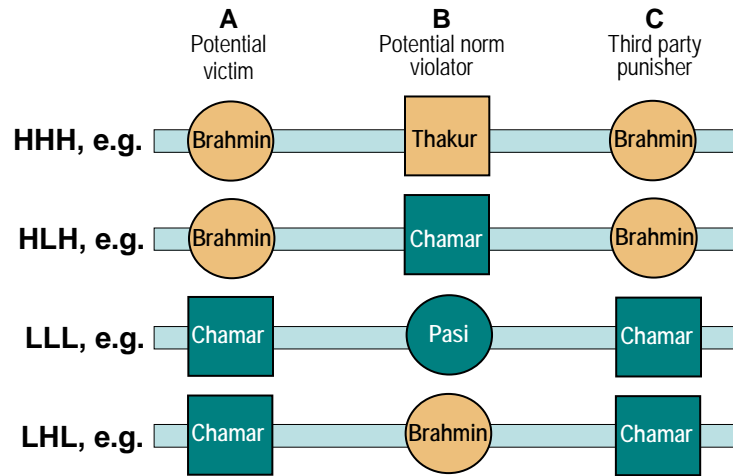 A B C
Potential victim Potential norm violator Third party punisher
HHH, e.g. Brahmin Thakur Brahmin
HLH, e.g. Brahmin Chamar Brahmin
LLL, e.g. Chamar Pasi Chamar
LHL, e.g. Chamar Brahmin Chamar